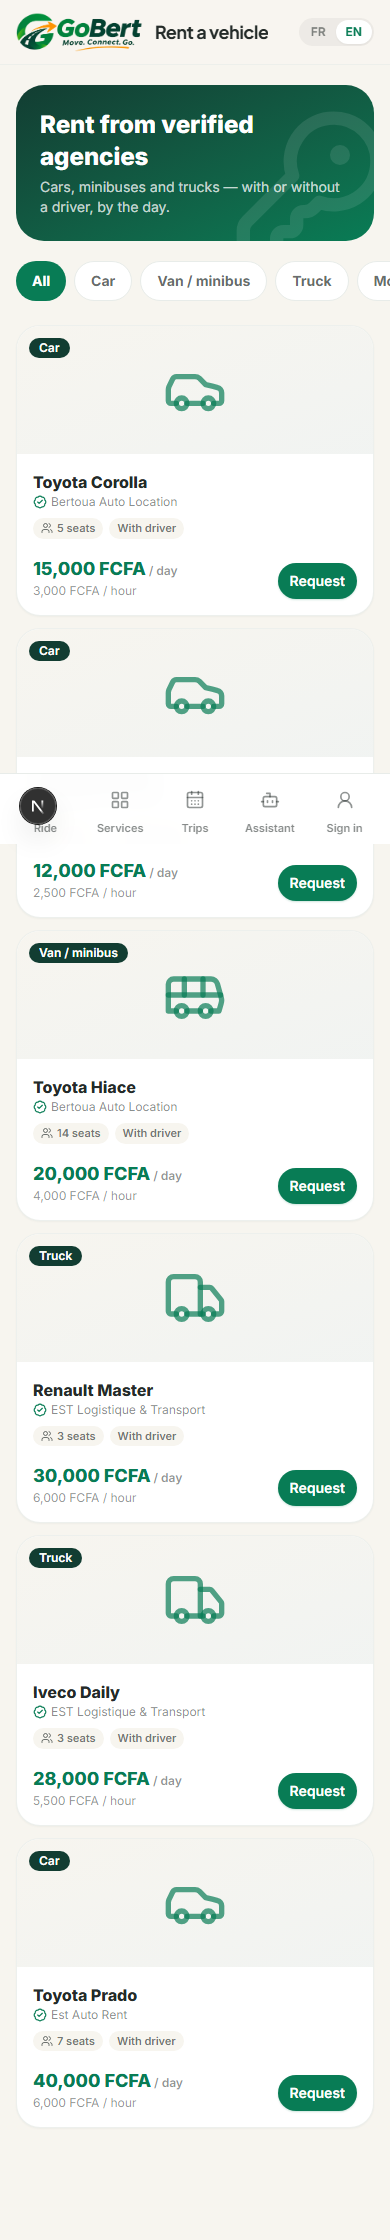 GoBert
Move. Connect. Go.
Rent a vehicle
FR
EN
Rent from verified
agencies
Cars, minibuses and trucks — with or without
a driver, by the day.
All
Car
Van / minibus
Truck
Mo
Car
Toyota Corolla
Bertoua Auto Location
5 seats
With driver
15,000 FCFA / day
3,000 FCFA / hour
Request
Car
N
Ride
Services
Trips
Assistant
Sign in
12,000 FCFA / day
2,500 FCFA / hour
Request
Van / minibus
Toyota Hiace
Bertoua Auto Location
14 seats
With driver
20,000 FCFA / day
4,000 FCFA / hour
Request
Truck
Renault Master
EST Logistique & Transport
3 seats
With driver
30,000 FCFA / day
6,000 FCFA / hour
Request
Truck
Iveco Daily
EST Logistique & Transport
3 seats
With driver
28,000 FCFA / day
5,500 FCFA / hour
Request
Car
Toyota Prado
Est Auto Rent
7 seats
With driver
40,000 FCFA / day
6,000 FCFA / hour
Request